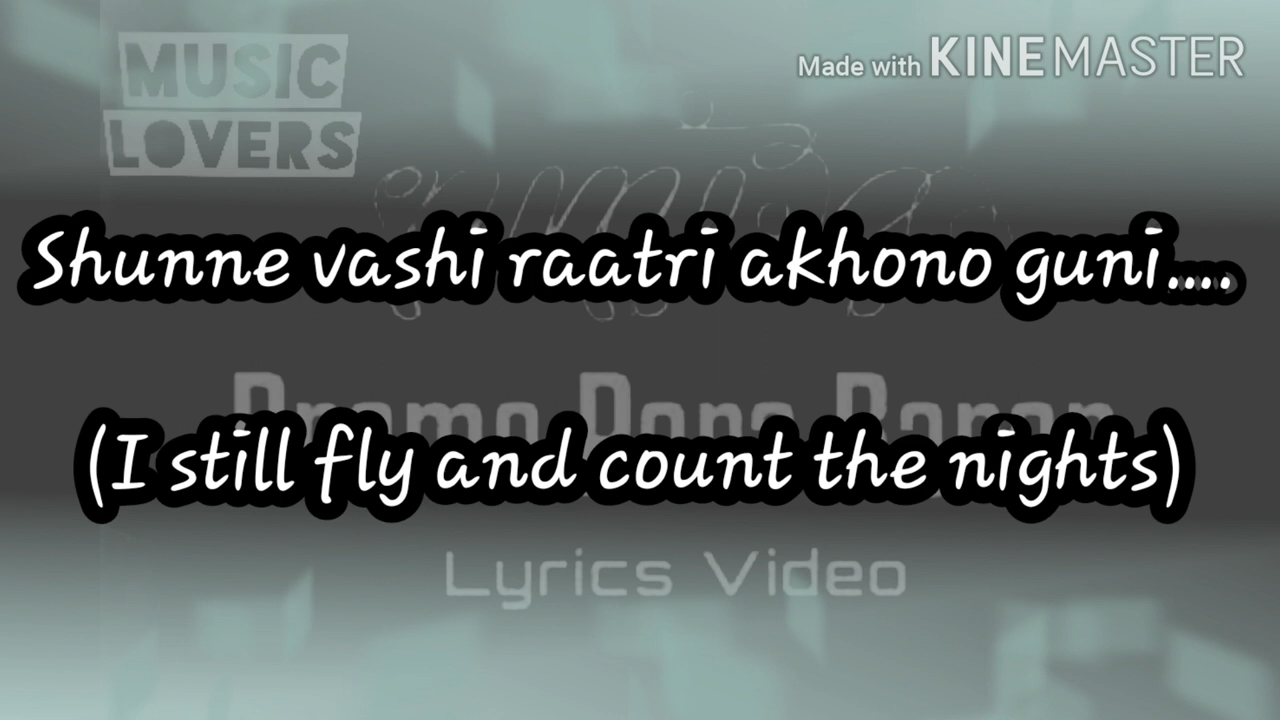 MUSIC
LOVERS
Made with KINEMASTER
Shunne vashi raatri akhono guni....
(I still fly and count the nights)
Lyrics Video